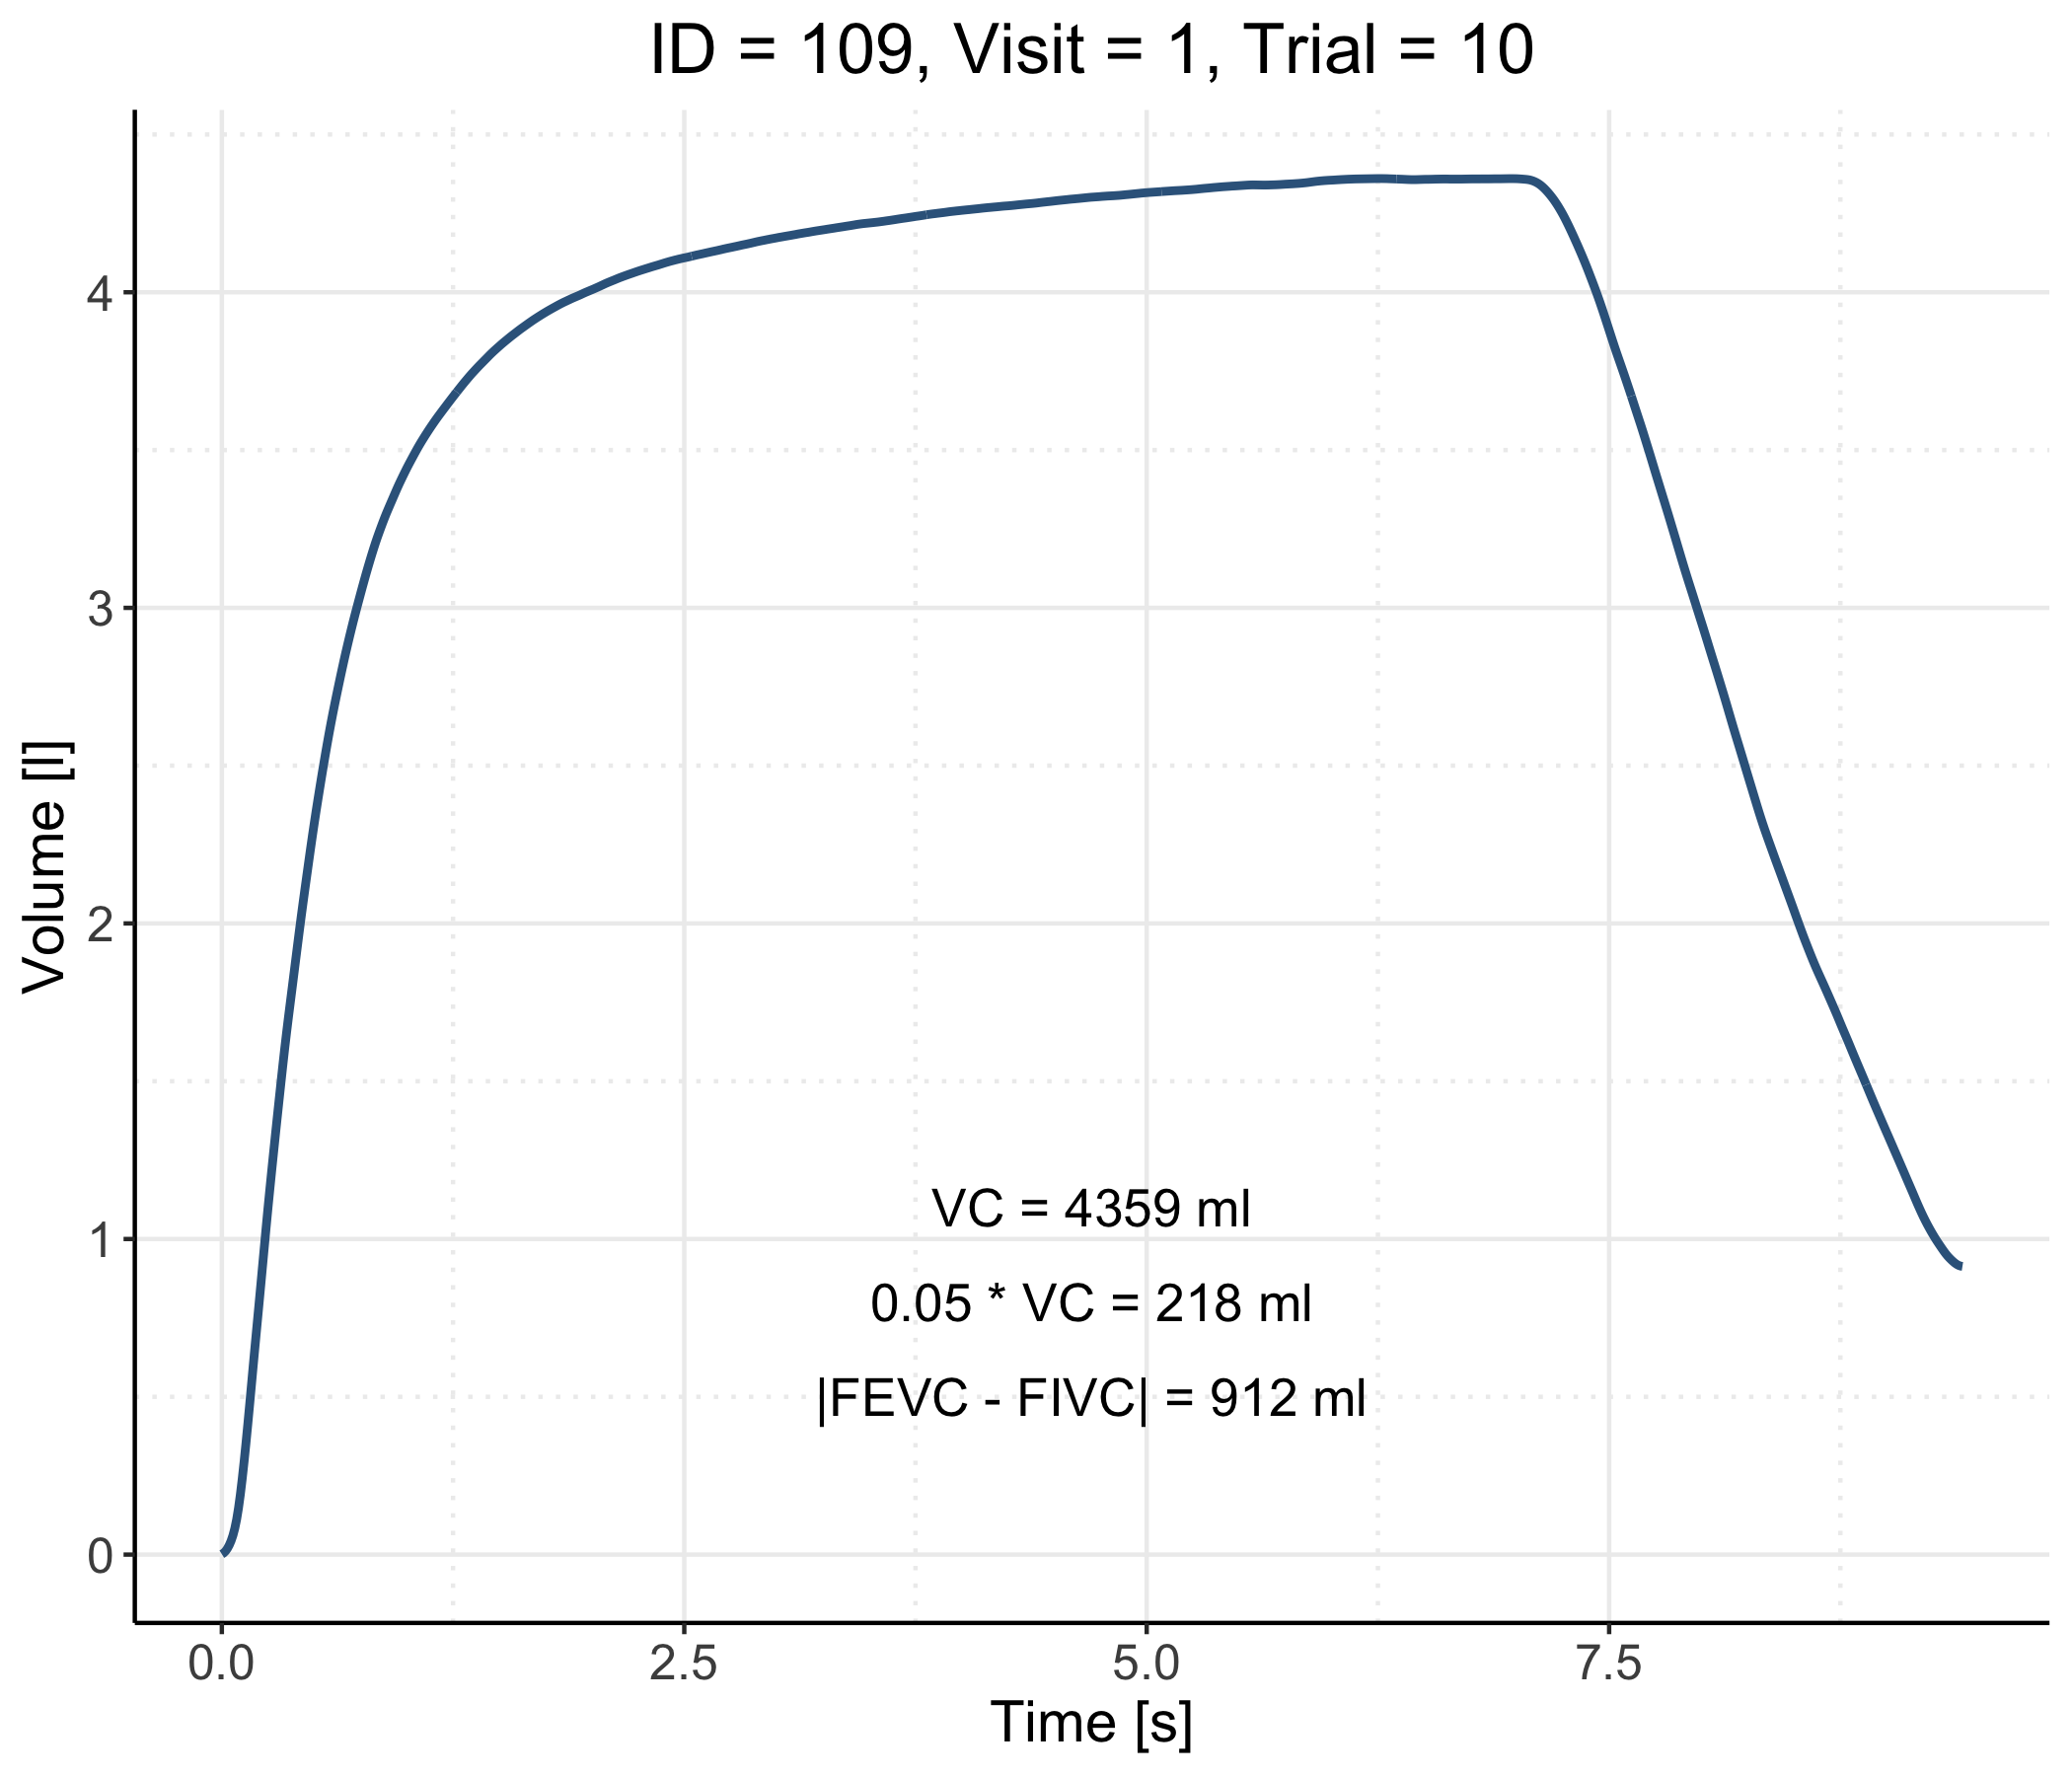 ID = 109, Visit = 1, Trial = 10
Volume [l]
4
3
2
1
0
VC = 4359 ml
0.05 * VC = 218 ml
|FEVC - FIVC| = 912 ml
0.0 2.5 5.0 7.5
Time [s]